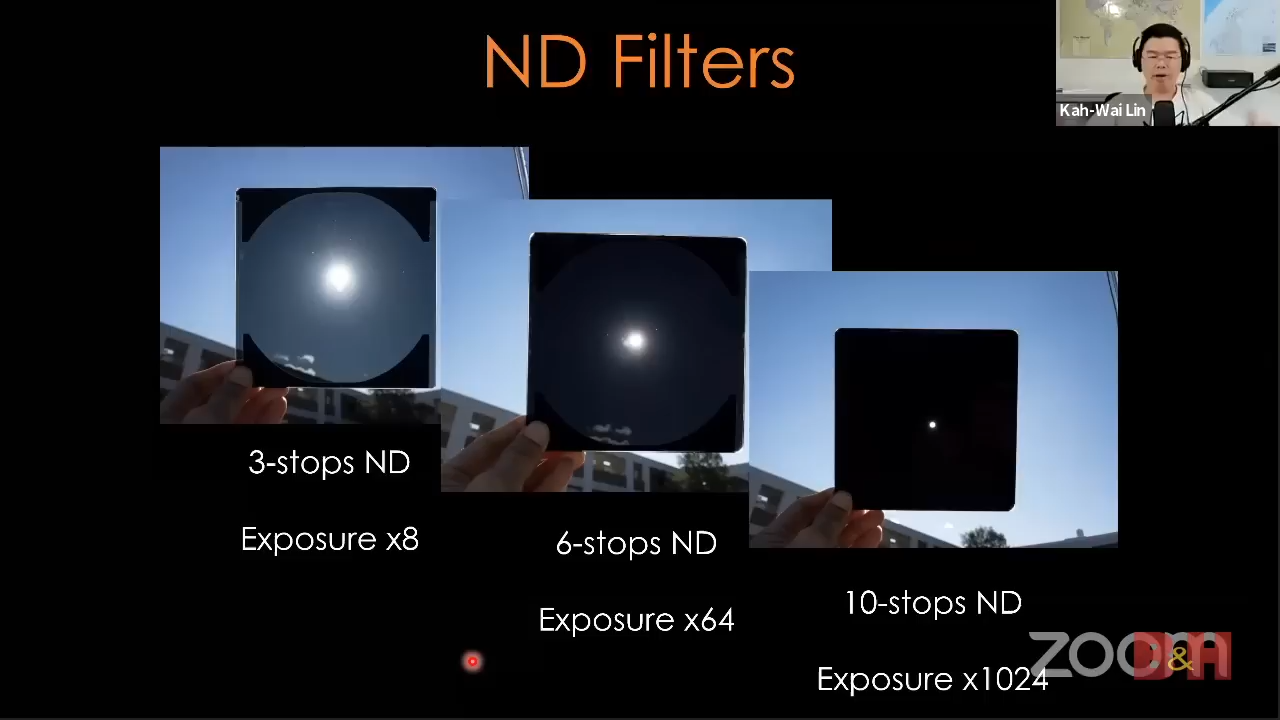 ND Filters
Kah-Wai Lin
3-stops ND
Exposure x8
6-stops ND
Exposure x64
10-stops ND
Exposure x1024
zoom
B&H